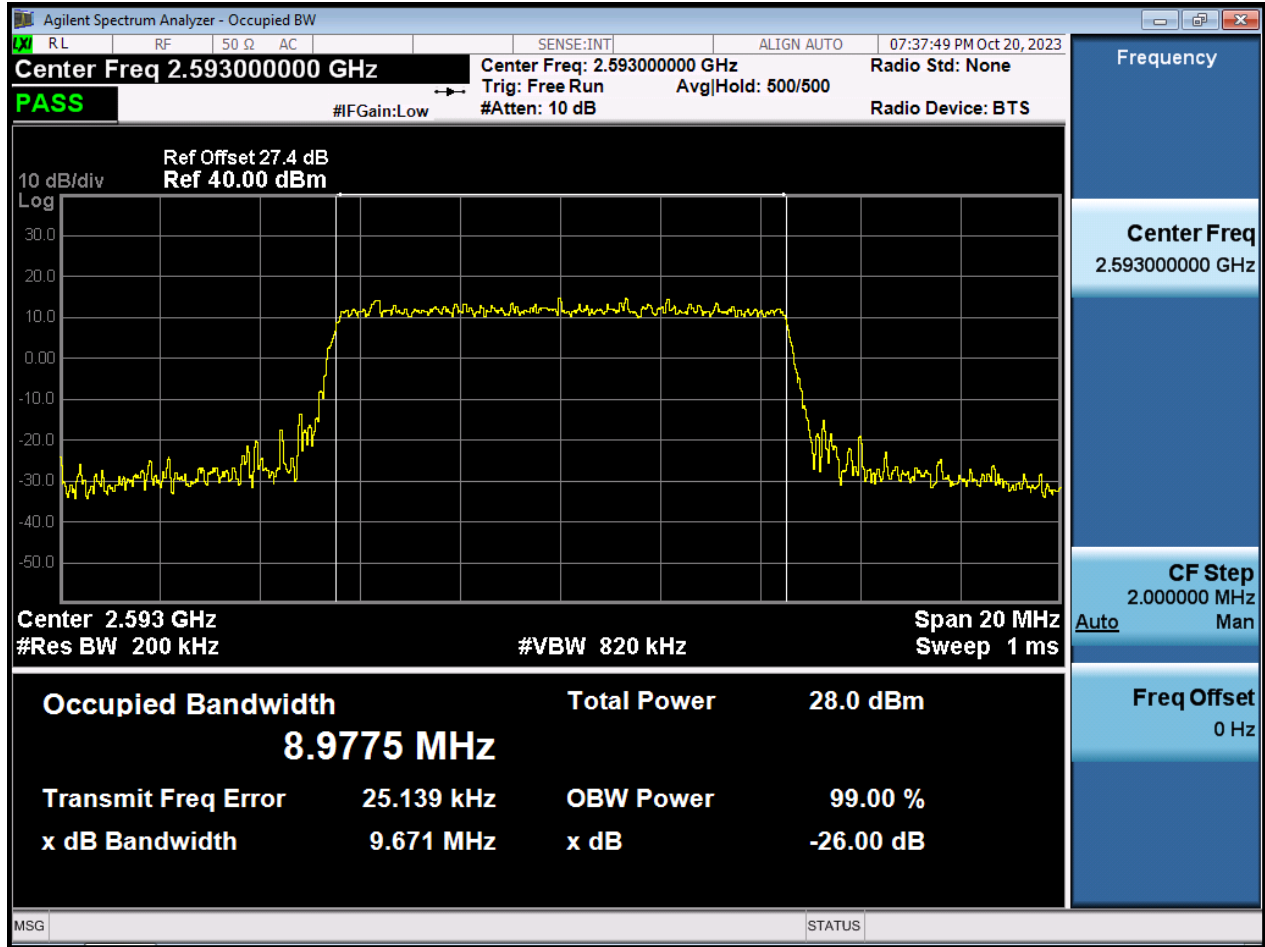 Agilent Spectrum Analyzer - Occupied BW
LXI RL RF 50 Ω AC SENSE:INT ALIGN AUTO 07:37:49 PM Oct 20, 2023
Center Freq 2.593000000 GHz
Center Freq: 2.593000000 GHz
Radio Std: None
Trig: Free Run Avg|Hold: 500/500
PASS
#IFGain:Low
#Atten: 10 dB
Radio Device: BTS
Ref Offset 27.4 dB
10 dB/div Ref 40.00 dBm
Log
30.0
20.0
10.0
0.00
-10.0
-20.0
-30.0
-40.0
-50.0
Center 2.593 GHz Span 20 MHz
#Res BW 200 kHz #VBW 820 kHz Sweep 1 ms
Occupied Bandwidth Total Power 28.0 dBm
8.9775 MHz
Transmit Freq Error 25.139 kHz OBW Power 99.00 %
x dB Bandwidth 9.671 MHz x dB -26.00 dB
MSG STATUS
Frequency
Center Freq
2.593000000 GHz
CF Step
2.000000 MHz
Auto Man
Freq Offset
0 Hz